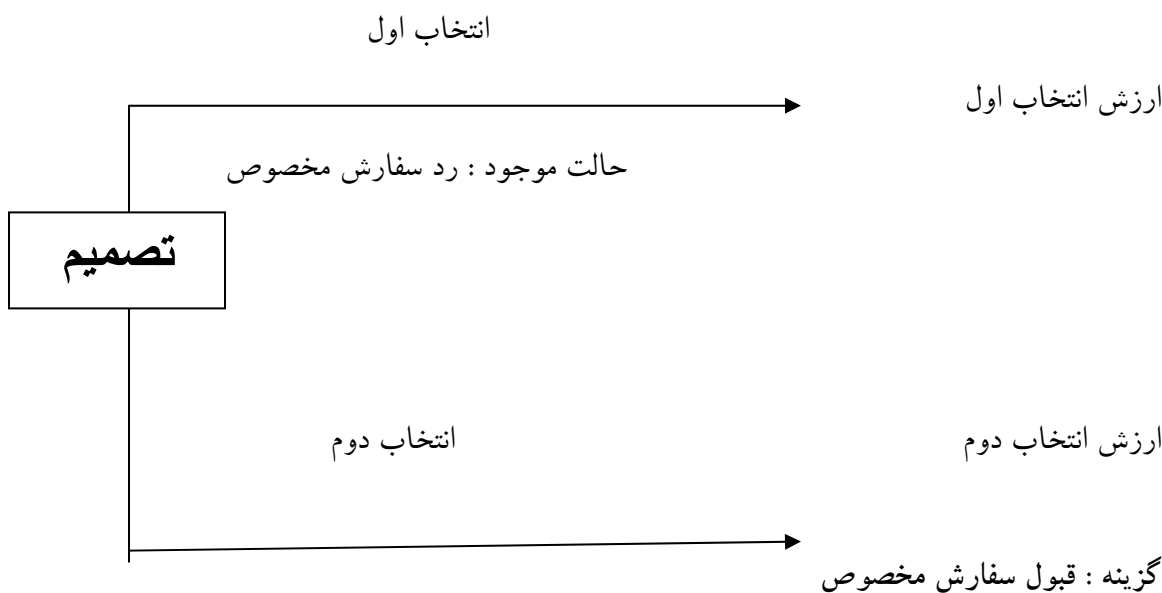 انتخاب اول
ارزش انتخاب اول
حالت موجود : رد سفارش مخصوص
تصمیم
ارزش انتخاب دوم
انتخاب دوم
گزینه : قبول سفارش مخصوص